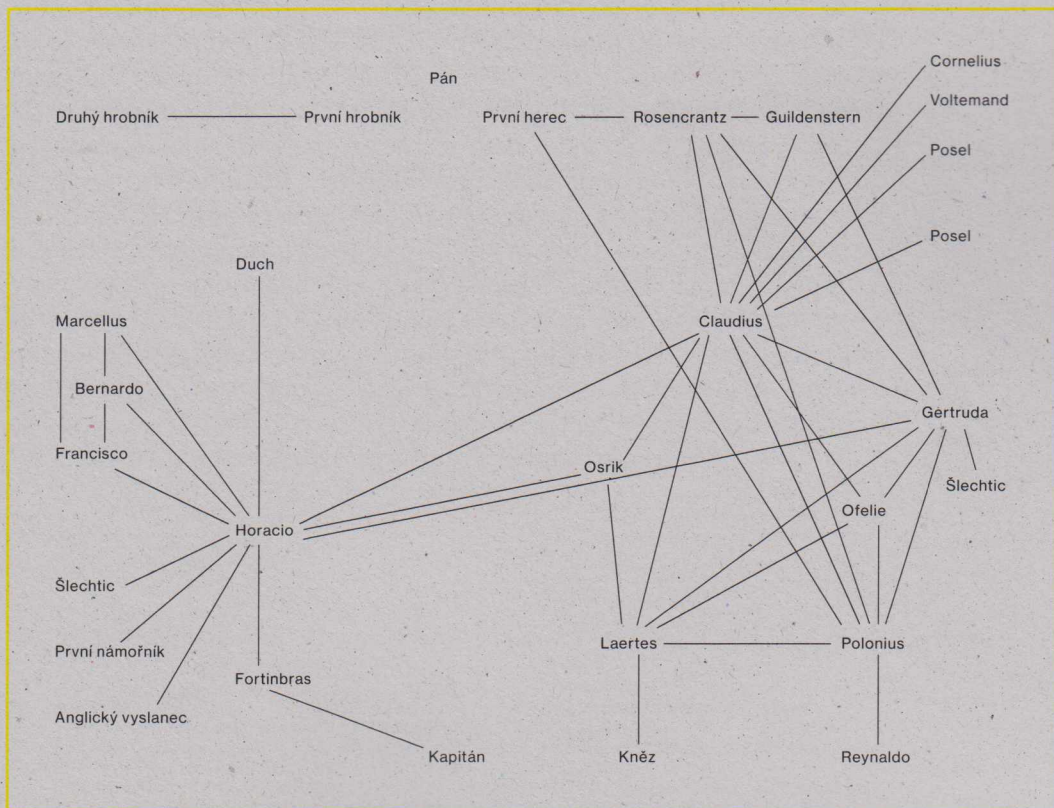 Cornelius
Pán
Voltemand
Druhý hrobník
První hrobník
První herec
Rosencrantz
Guildenstern
Posel
Posel
Duch
Marcellus
Claudius
Bernardo
Gertruda
Francisco
Osrik
Šlechtic
Ofelie
Horacio
Šlechtic
Laertes
Polonius
První námořník
Fortinbras
Anglický vyslanec
Kapitán
Kněz
Reynaldo